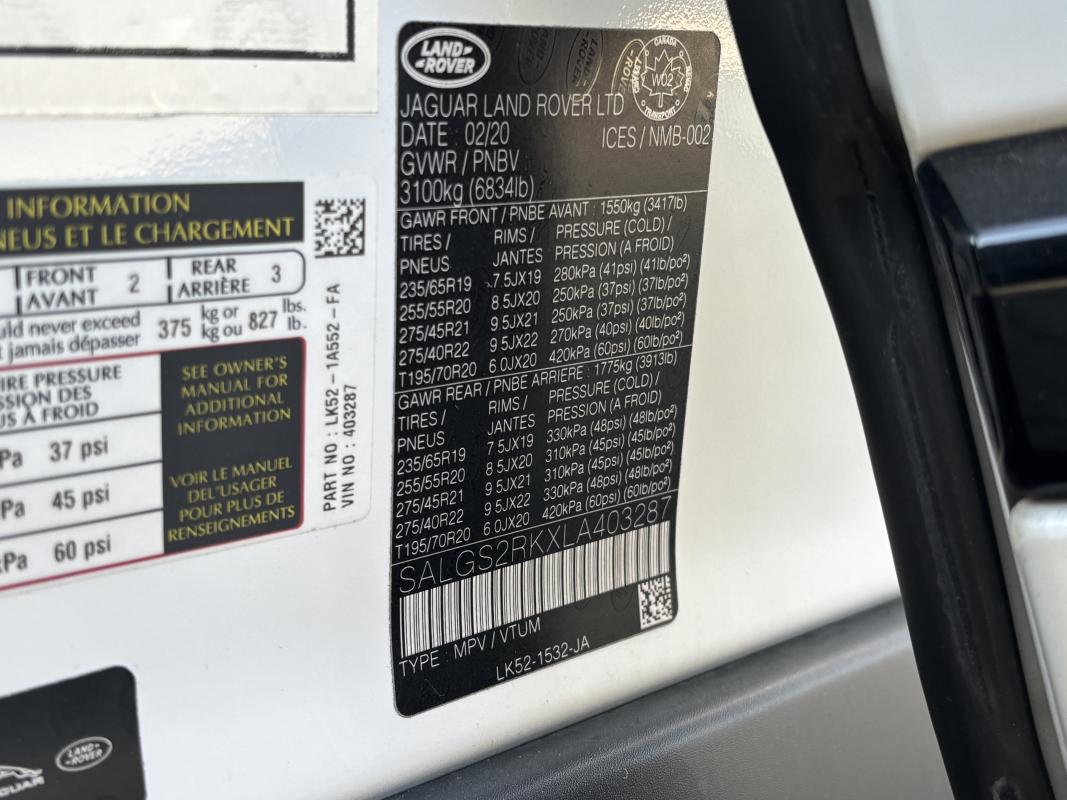 LAND-
-ROVER
CANADA
W02
TRANSPORT
JAGUAR LAND ROVER LTD
DATE 02/20 ICES / NMB-002
GVWR / PNBV
3100kg (6834lb)
GAWR FRONT / PNBE AVANT : 1550kg (3417lb)
TIRES / RIMS / PRESSURE (COLD) /
PNEUS JANTES PRESSION (A FROID)
235/65R19 7.5JX19 280kPa (41psi) (41lb/po²)
255/55R20 8.5JX20 250kPa (37psi) (37lb/po²)
275/45R21 9.5JX21 250kPa (37psi) (37lb/po²)
275/40R22 9.5JX22 270kPa (40psi) (40lb/po²)
T195/70R20 6.0JX20 420kPa (60psi) (60lb/po²)
GAWR REAR / PNBE ARRIERE : 1775kg (3913lb)
TIRES / RIMS / PRESSURE (COLD) /
PNEUS JANTES PRESSION (A FROID)
235/65R19 7.5JX19 330kPa (48psi) (48lb/po²)
255/55R20 8.5JX20 310kPa (45psi) (45lb/po²)
275/45R21 9.5JX21 310kPa (45psi) (45lb/po²)
275/40R22 9.5JX22 330kPa (48psi) (48lb/po²)
T195/70R20 6.0JX20 420kPa (60psi) (60lb/po²)
SALGS2RKXLA403287
TYPE : MPV / VTUM
LK52-1532-JA
INFORMATION
NEUS ET LE CHARGEMENT
FRONT 2 REAR 3
AVANT ARRIÈRE
uld never exceed 375 kg or 827 lbs.
t jamais dépasser kg ou lb.
IRE PRESSURE
SSION DES
US À FROID
Pa 37 psi
Pa 45 psi
kPa 60 psi
SEE OWNER'S
MANUAL FOR
ADDITIONAL
INFORMATION
VOIR LE MANUEL
DEL'USAGER
POUR PLUS DE
RENSEIGNEMENTS
PART NO : LK52 - 1A552 - FA
VIN NO : 403287
LAND-
-ROVER
AGUAR